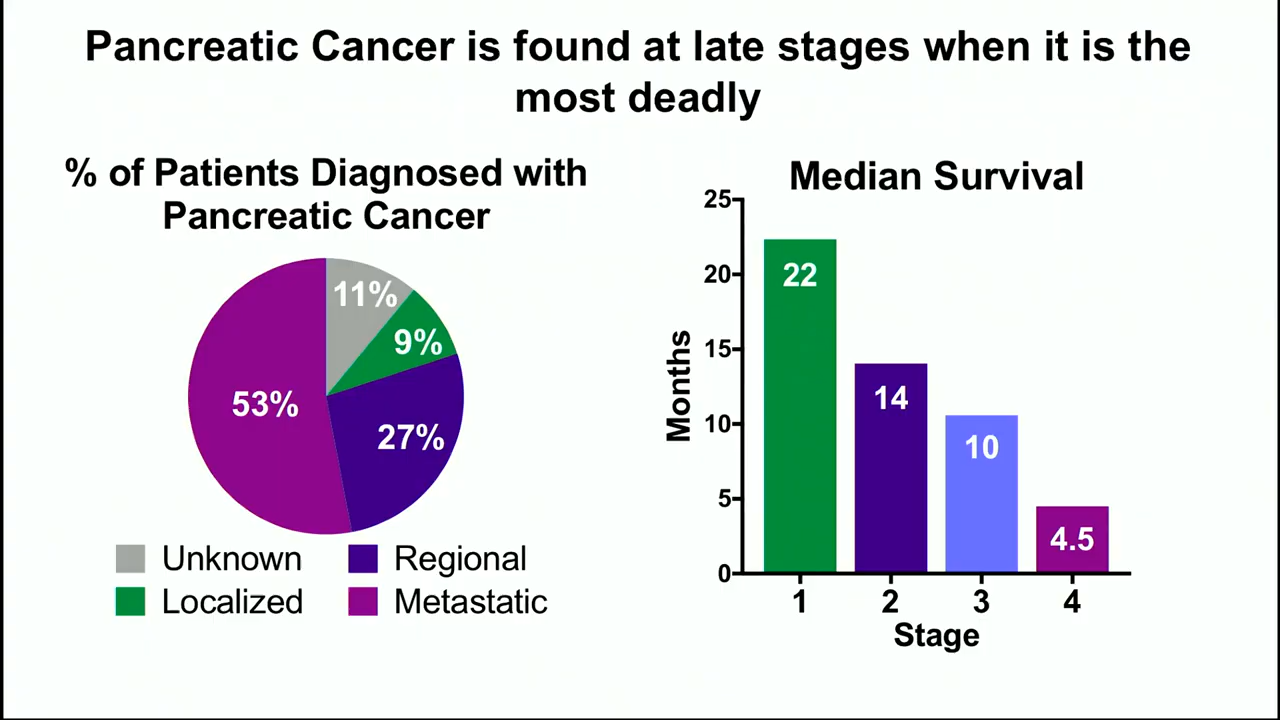 Pancreatic Cancer is found at late stages when it is the
most deadly
% of Patients Diagnosed with
Pancreatic Cancer
11%
9%
53%
27%
Unknown
Regional
Localized
Metastatic
Median Survival
Months
25
20
15
10
5
0
22
14
10
4.5
1
2
3
4
Stage